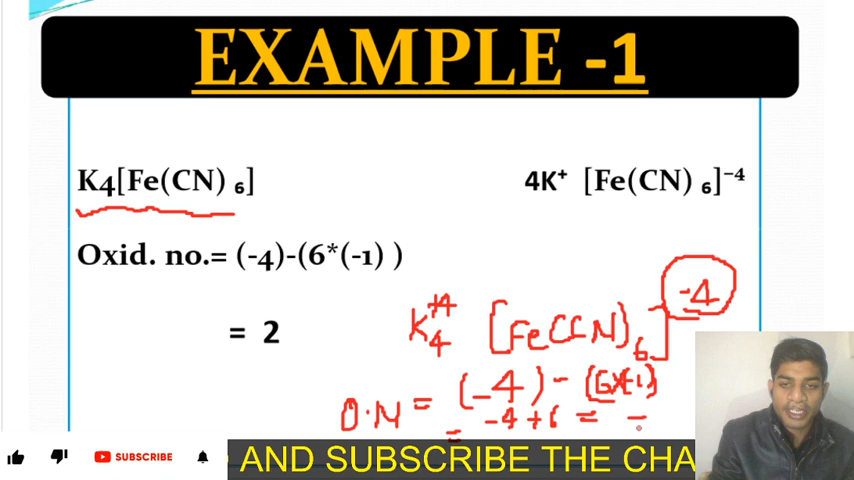 EXAMPLE -1
K4[Fe(CN) 6] 4K⁺ [Fe(CN) 6]⁻⁴
Oxid. no.= (-4)-(6*(-1) )
= 2
K₄⁺⁴ [Fe(CN)₆]⁻⁴
O.N = (-4) - (6×(-1))
= -4 + 6 = -
SUBSCRIBE AND SUBSCRIBE THE CHA